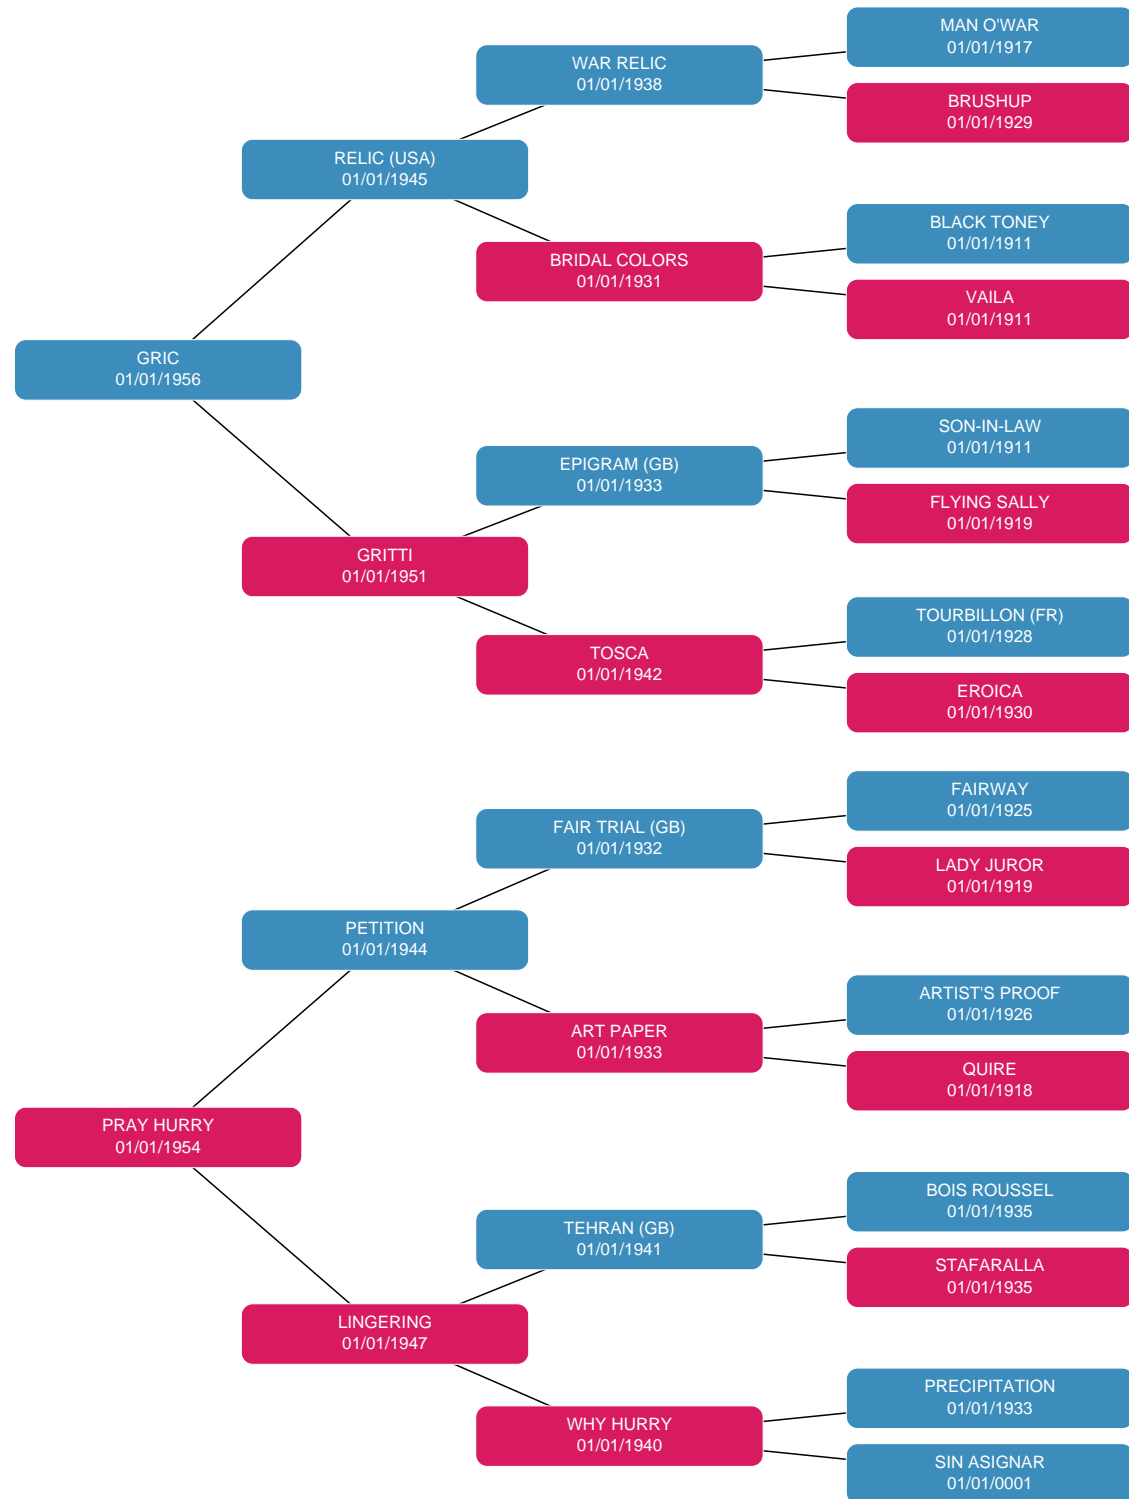 MAN O'WAR
01/01/1917
WAR RELIC
01/01/1938
BRUSHUP
01/01/1929
RELIC (USA)
01/01/1945
BLACK TONEY
01/01/1911
BRIDAL COLORS
01/01/1931
VAILA
01/01/1911
GRIC
01/01/1956
SON-IN-LAW
01/01/1911
EPIGRAM (GB)
01/01/1933
FLYING SALLY
01/01/1919
GRITTI
01/01/1951
TOURBILLON (FR)
01/01/1928
TOSCA
01/01/1942
EROICA
01/01/1930
FAIRWAY
01/01/1925
FAIR TRIAL (GB)
01/01/1932
LADY JUROR
01/01/1919
PETITION
01/01/1944
ARTIST'S PROOF
01/01/1926
ART PAPER
01/01/1933
QUIRE
01/01/1918
PRAY HURRY
01/01/1954
BOIS ROUSSEL
01/01/1935
TEHRAN (GB)
01/01/1941
STAFARALLA
01/01/1935
LINGERING
01/01/1947
PRECIPITATION
01/01/1933
WHY HURRY
01/01/1940
SIN ASIGNAR
01/01/0001